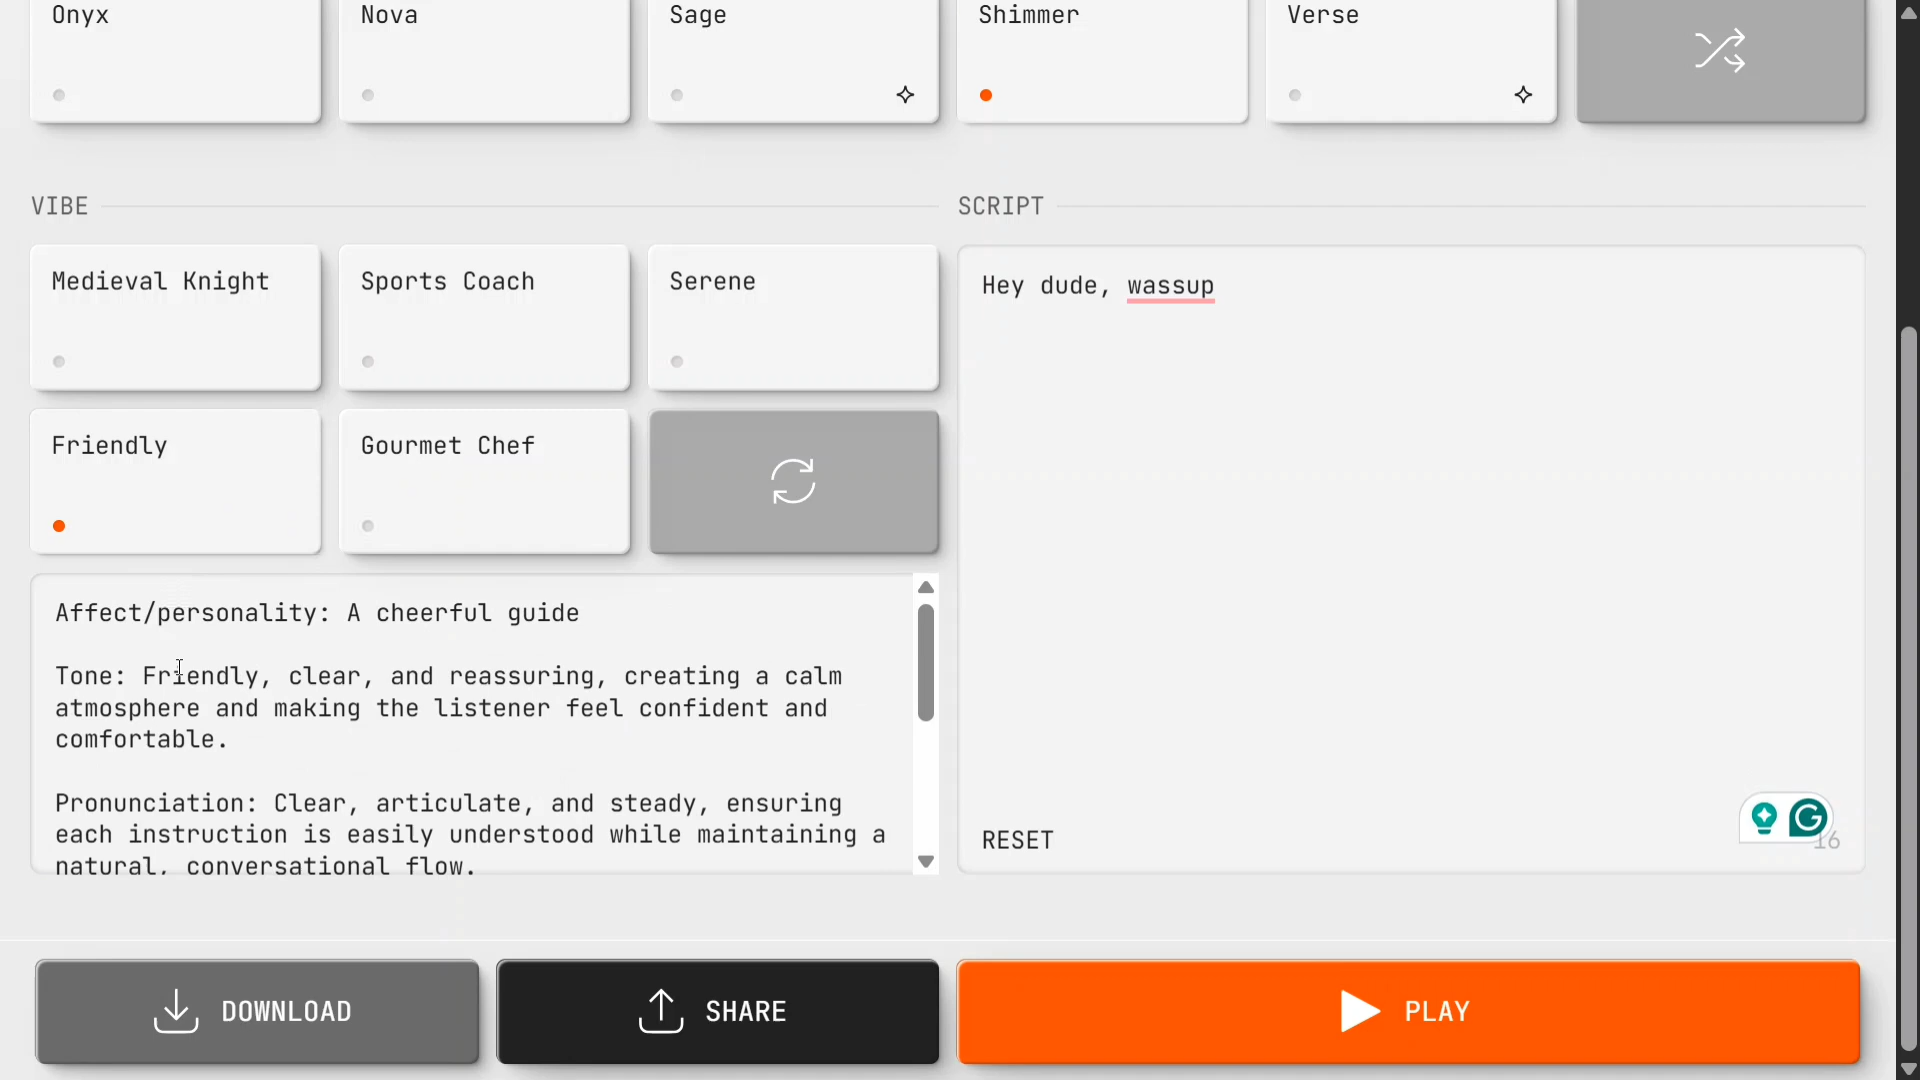 Onyx
Nova
Sage
Shimmer
Verse
VIBE
SCRIPT
Medieval Knight
Sports Coach
Serene
Hey dude, wassup
Friendly
Gourmet Chef
Affect/personality: A cheerful guide
Tone: Friendly, clear, and reassuring, creating a calm
atmosphere and making the listener feel confident and
comfortable.
Pronunciation: Clear, articulate, and steady, ensuring
each instruction is easily understood while maintaining a
natural, conversational flow.
RESET
16
DOWNLOAD
SHARE
PLAY